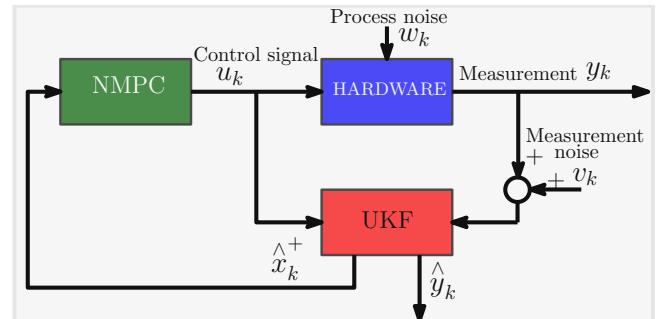 Process noise
w_k
Control signal
u_k
NMPC
HARDWARE
Measurement y_k
Measurement
noise
+
+ v_k
UKF
x̂_k^+
ŷ_k